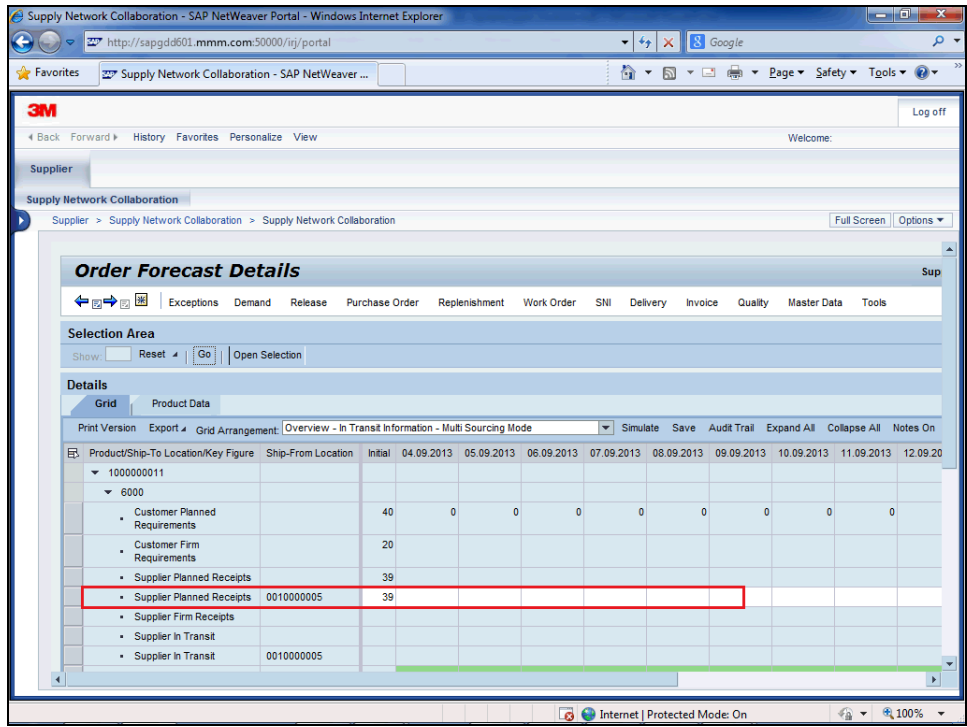 Supply Network Collaboration - SAP NetWeaver Portal - Windows Internet Explorer
http://sapgdd601.mmm.com:50000/irj/portal
Google
Favorites Supply Network Collaboration - SAP NetWeaver ... Page Safety Tools
3M Log off
Back Forward History Favorites Personalize View Welcome:
Supplier
Supply Network Collaboration
Supplier > Supply Network Collaboration > Supply Network Collaboration Full Screen Options
Order Forecast Details Sup
Exceptions Demand Release Purchase Order Replenishment Work Order SNI Delivery Invoice Quality Master Data Tools
Selection Area
Show: Reset Go Open Selection
Details
Grid Product Data
Print Version Export Grid Arrangement: Overview - In Transit Information - Multi Sourcing Mode Simulate Save Audit Trail Expand All Collapse All Notes On
Product/Ship-To Location/Key Figure Ship-From Location Initial 04.09.2013 05.09.2013 06.09.2013 07.09.2013 08.09.2013 09.09.2013 10.09.2013 11.09.2013 12.09.20
1000000011
6000
Customer Planned Requirements 40 0 0 0 0 0 0 0 0
Customer Firm Requirements 20
Supplier Planned Receipts 39
Supplier Planned Receipts 0010000005 39
Supplier Firm Receipts
Supplier In Transit
Supplier In Transit 0010000005
Internet | Protected Mode: On 100%